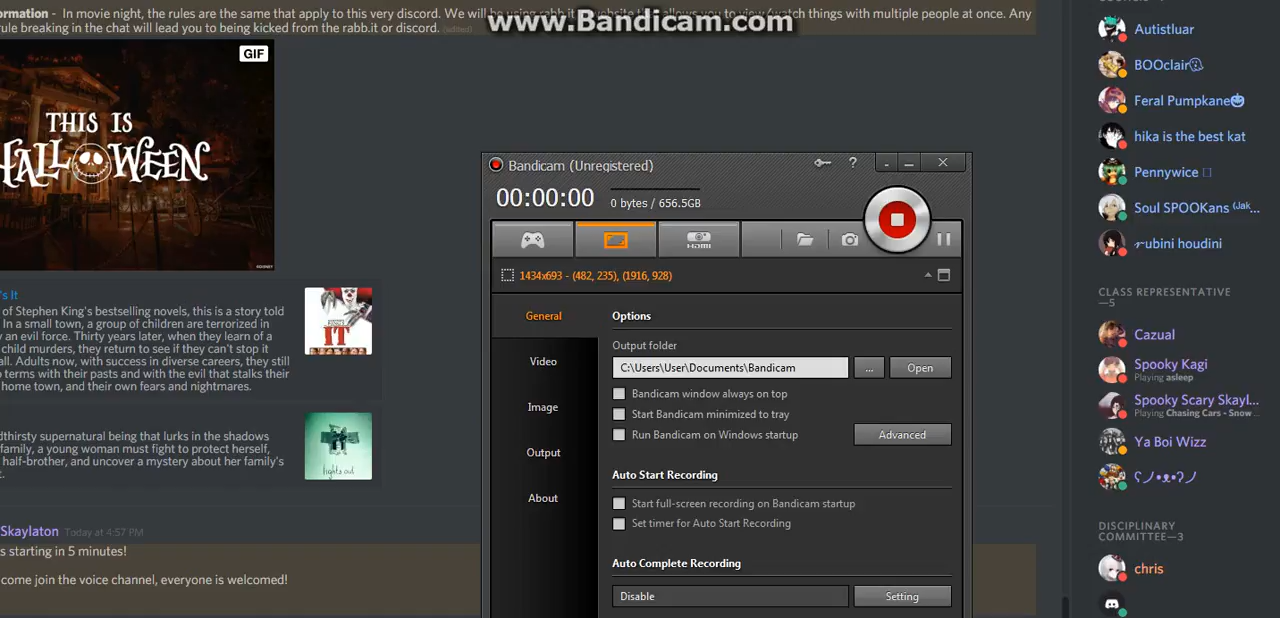 www.Bandicam.com
ormation - In movie night, the rules are the same that apply to this very discord. We will be using rabb.it
allows you to view/watch things with multiple people at once. Any
rule breaking in the chat will lead you to being kicked from the rabb.it or discord. (edited)
GIF
THIS IS
HALLOWEEN
's It
of Stephen King's bestselling novels, this is a story told
In a small town, a group of children are terrorized in
y an evil force. Thirty years later, when they learn of a
child murders, they return to see if they can't stop it
all. Adults now, with success in diverse careers, they still
o terms with their pasts and with the evil that stalks their
home town, and their own fears and nightmares.
IT
dthirsty supernatural being that lurks in the shadows
family, a young woman must fight to protect herself,
half-brother, and uncover a mystery about her family's
t.
lights out
Skaylaton Today at 4:57 PM
s starting in 5 minutes!
come join the voice channel, everyone is welcomed!
Bandicam (Unregistered)
?
00:00:00
0 bytes / 656.5GB
HDMI
1434x693 - (482, 235), (1916, 928)
General
Video
Image
Output
About
Options
Output folder
C:\Users\User\Documents\Bandicam
...
Open
Bandicam window always on top
Start Bandicam minimized to tray
Run Bandicam on Windows startup
Advanced
Auto Start Recording
Start full-screen recording on Bandicam startup
Set timer for Auto Start Recording
Auto Complete Recording
Disable
Setting
Autistluar
BOOclair
Feral Pumpkane🎃
hika is the best kat
Pennywice
Soul SPOOKans (Jak...
rubini houdini
CLASS REPRESENTATIVE
—5
Cazual
Spooky Kagi
Playing asleep
Spooky Scary Skayl...
Playing Chasing Cars - Snow ...
Ya Boi Wizz
ʕノ•ᴥ•ʔノ
DISCIPLINARY
COMMITTEE—3
chris